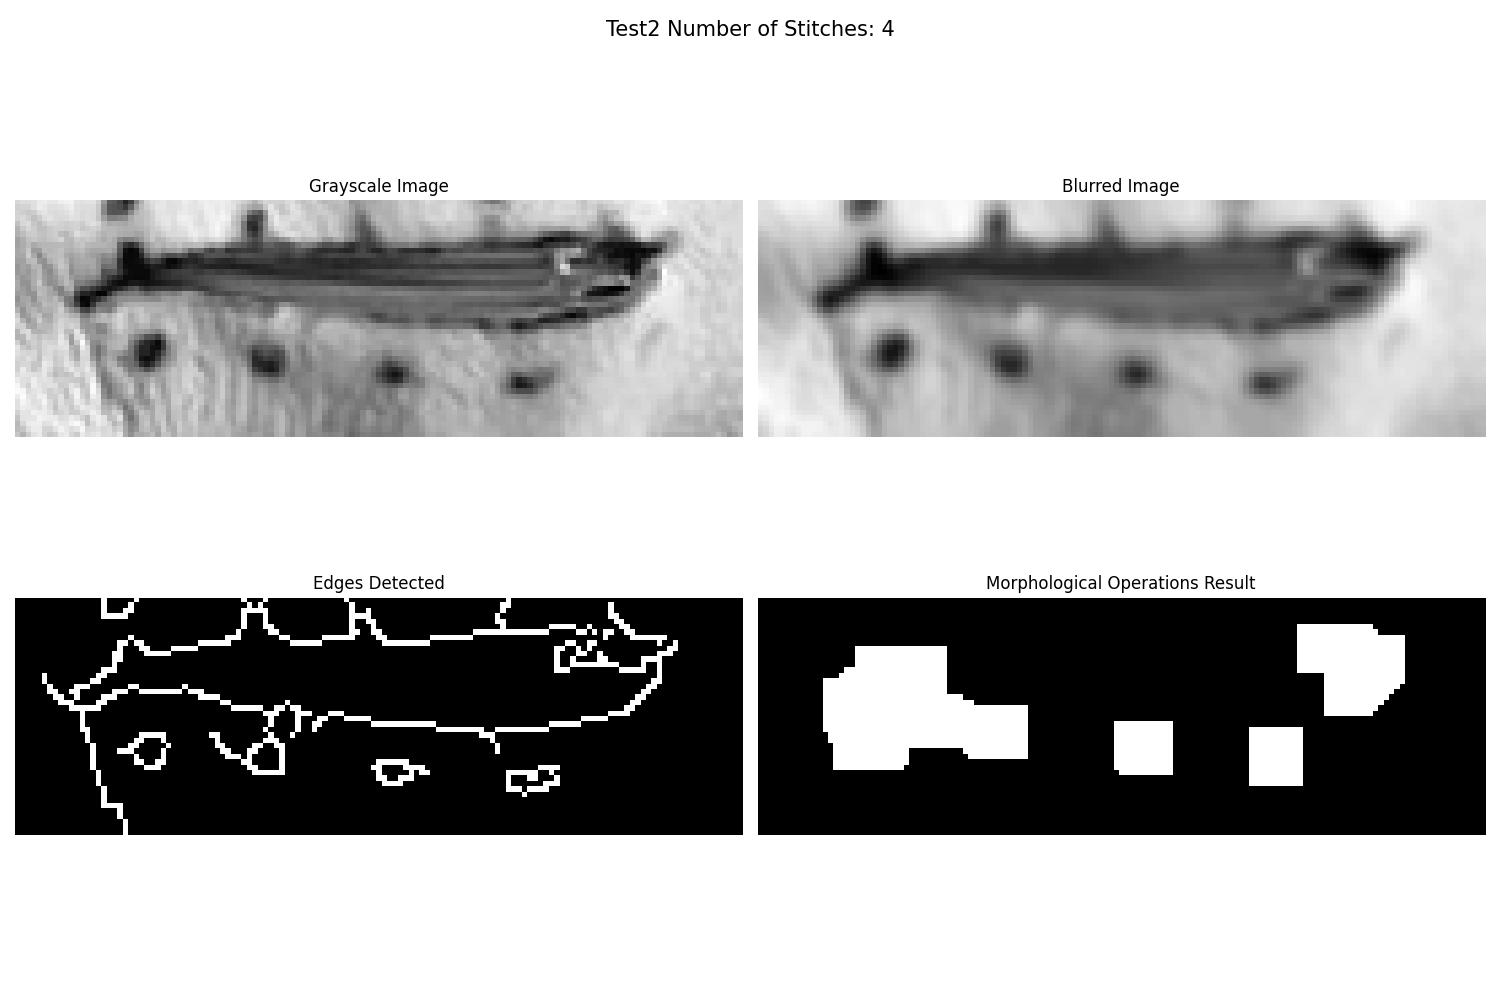 Test2 Number of Stitches: 4
Grayscale Image
Blurred Image
Edges Detected
Morphological Operations Result